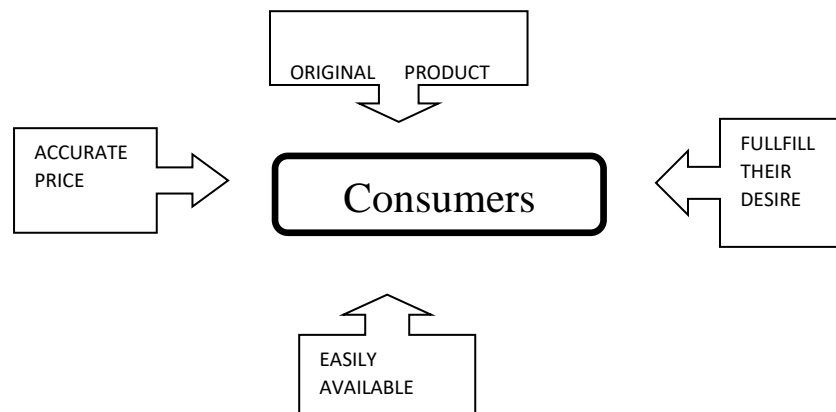 ORIGINAL PRODUCT
ACCURATE
PRICE
Consumers
FULLFILL
THEIR
DESIRE
EASILY
AVAILABLE